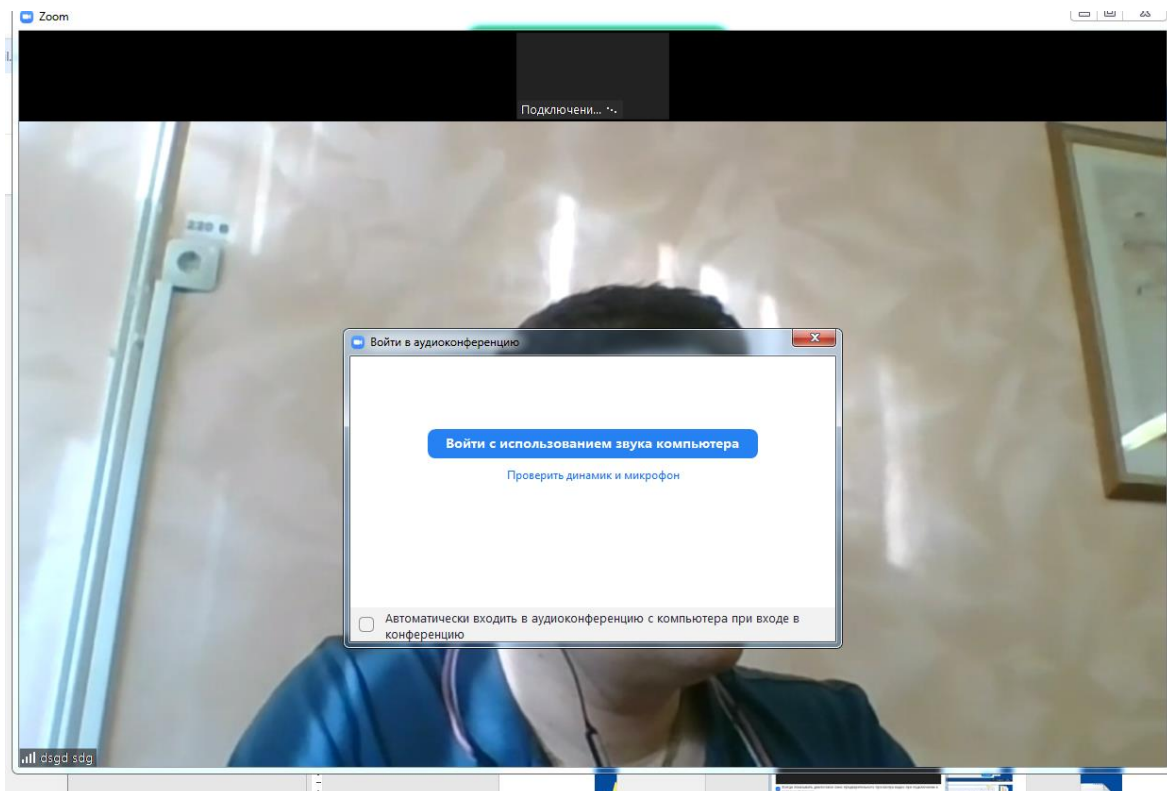 Zoom
Подключени...
220 В
Войти в аудиоконференцию
Войти с использованием звука компьютера
Проверить динамик и микрофон
Автоматически входить в аудиоконференцию с компьютера при входе в
конференцию
dsgd sdg